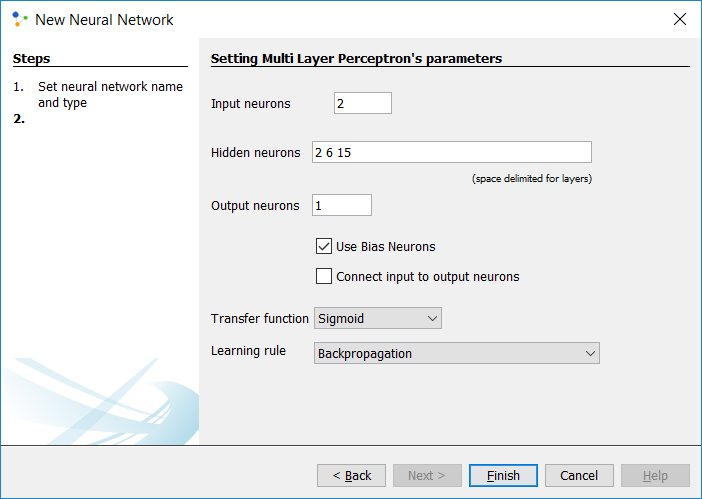 New Neural Network
Steps
1. Set neural network name
and type
2.
Setting Multi Layer Perceptron's parameters
Input neurons 2
Hidden neurons 2 6 15
(space delimited for layers)
Output neurons 1
Use Bias Neurons
Connect input to output neurons
Transfer function Sigmoid
Learning rule Backpropagation
< Back Next > Finish Cancel Help